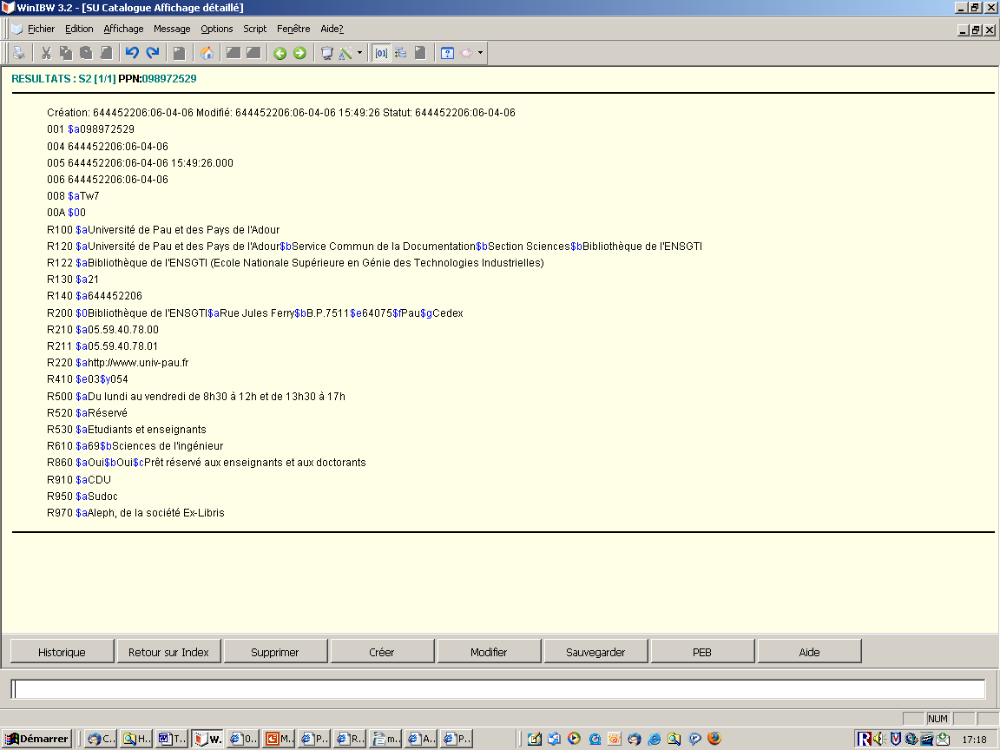 WinIBW 3.2 - [SU Catalogue Affichage détaillé]
Fichier Edition Affichage Message Options Script Fenêtre Aide?
RESULTATS : S2 [1/1] PPN:098972529
Création: 644452206:06-04-06 Modifié: 644452206:06-04-06 15:49:26 Statut: 644452206:06-04-06
001 $a098972529
004 644452206:06-04-06
005 644452206:06-04-06 15:49:26.000
006 644452206:06-04-06
008 $aTw7
00A $00
R100 $aUniversité de Pau et des Pays de l'Adour
R120 $aUniversité de Pau et des Pays de l'Adour$bService Commun de la Documentation$bSection Sciences$bBibliothèque de l'ENSGTI
R122 $aBibliothèque de l'ENSGTI (Ecole Nationale Supérieure en Génie des Technologies Industrielles)
R130 $a21
R140 $a644452206
R200 $0Bibliothèque de l'ENSGTI$aRue Jules Ferry$bB.P.7511$e64075$fPau$gCedex
R210 $a05.59.40.78.00
R211 $a05.59.40.78.01
R220 $ahttp://www.univ-pau.fr
R410 $e03$y054
R500 $aDu lundi au vendredi de 8h30 à 12h et de 13h30 à 17h
R520 $aRéservé
R530 $aEtudiants et enseignants
R610 $a69$bSciences de l'ingénieur
R860 $aOui$bOui$cPrêt réservé aux enseignants et aux doctorants
R910 $aCDU
R950 $aSudoc
R970 $aAleph, de la société Ex-Libris
Historique Retour sur Index Supprimer Créer Modifier Sauvegarder PEB Aide
NUM
Démarrer C.. H.. T.. W. 0.. M.. P.. R.. m.. A.. P.. 17:18